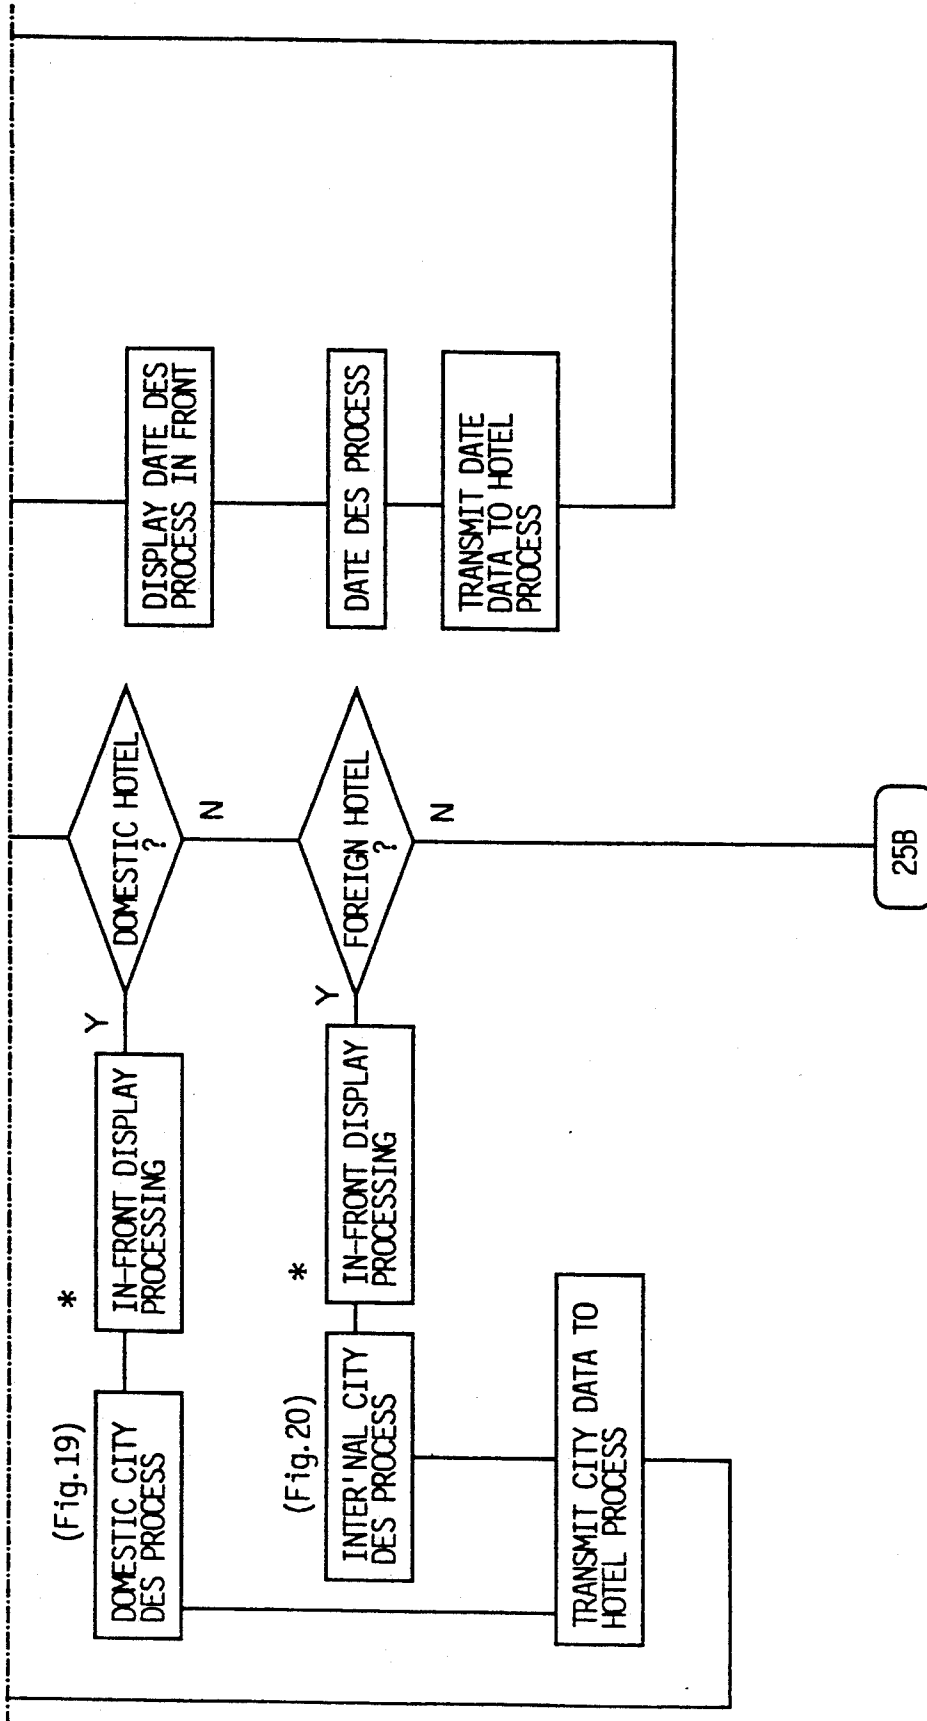 (Fig.19)
DOMESTIC CITY
DES PROCESS
*
IN-FRONT DISPLAY
PROCESSING
Y
DOMESTIC HOTEL
?
N
DISPLAY DATE DES
PROCESS IN FRONT
(Fig.20)
INTER'NAL CITY
DES PROCESS
*
IN-FRONT DISPLAY
PROCESSING
Y
FOREIGN HOTEL
?
N
DATE DES PROCESS
TRANSMIT DATE
DATA TO HOTEL
PROCESS
TRANSMIT CITY DATA TO
HOTEL PROCESS
25B